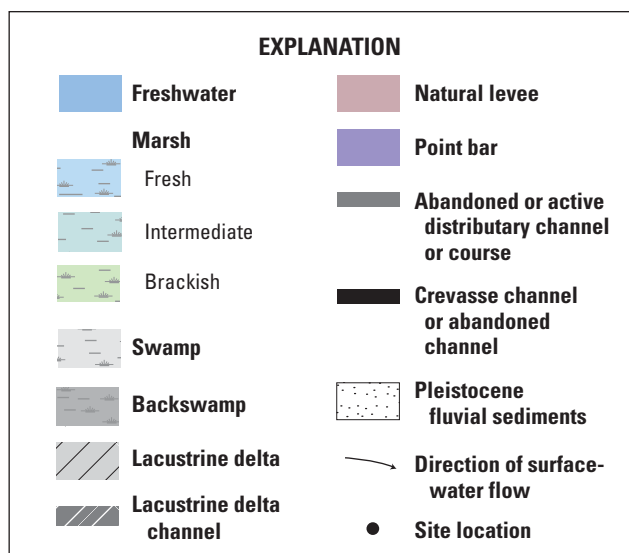 EXPLANATION
Freshwater
Marsh
Fresh
Intermediate
Brackish
Swamp
Backswamp
Lacustrine delta
Lacustrine delta
channel
Natural levee
Point bar
Abandoned or active
distributary channel
or course
Crevasse channel
or abandoned
channel
Pleistocene
fluvial sediments
Direction of surface-
water flow
Site location